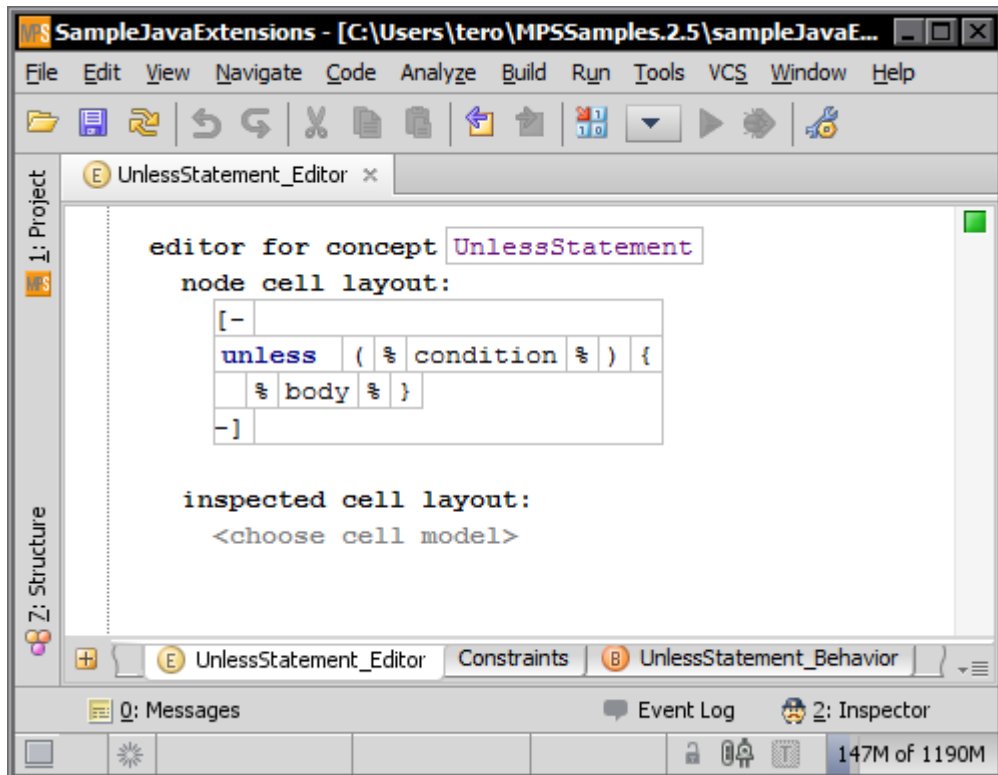 MPS SampleJavaExtensions - [C:\Users\tero\MPSSamples.2.5\sampleJavaE...
File Edit View Navigate Code Analyze Build Run Tools VCS Window Help
1: Project
MPS
7: Structure
E UnlessStatement_Editor ×
editor for concept UnlessStatement
node cell layout:
[-
unless ( % condition % ) {
% body % }
-]
inspected cell layout:
<choose cell model>
E UnlessStatement_Editor Constraints B UnlessStatement_Behavior
0: Messages Event Log 2: Inspector
T 147M of 1190M